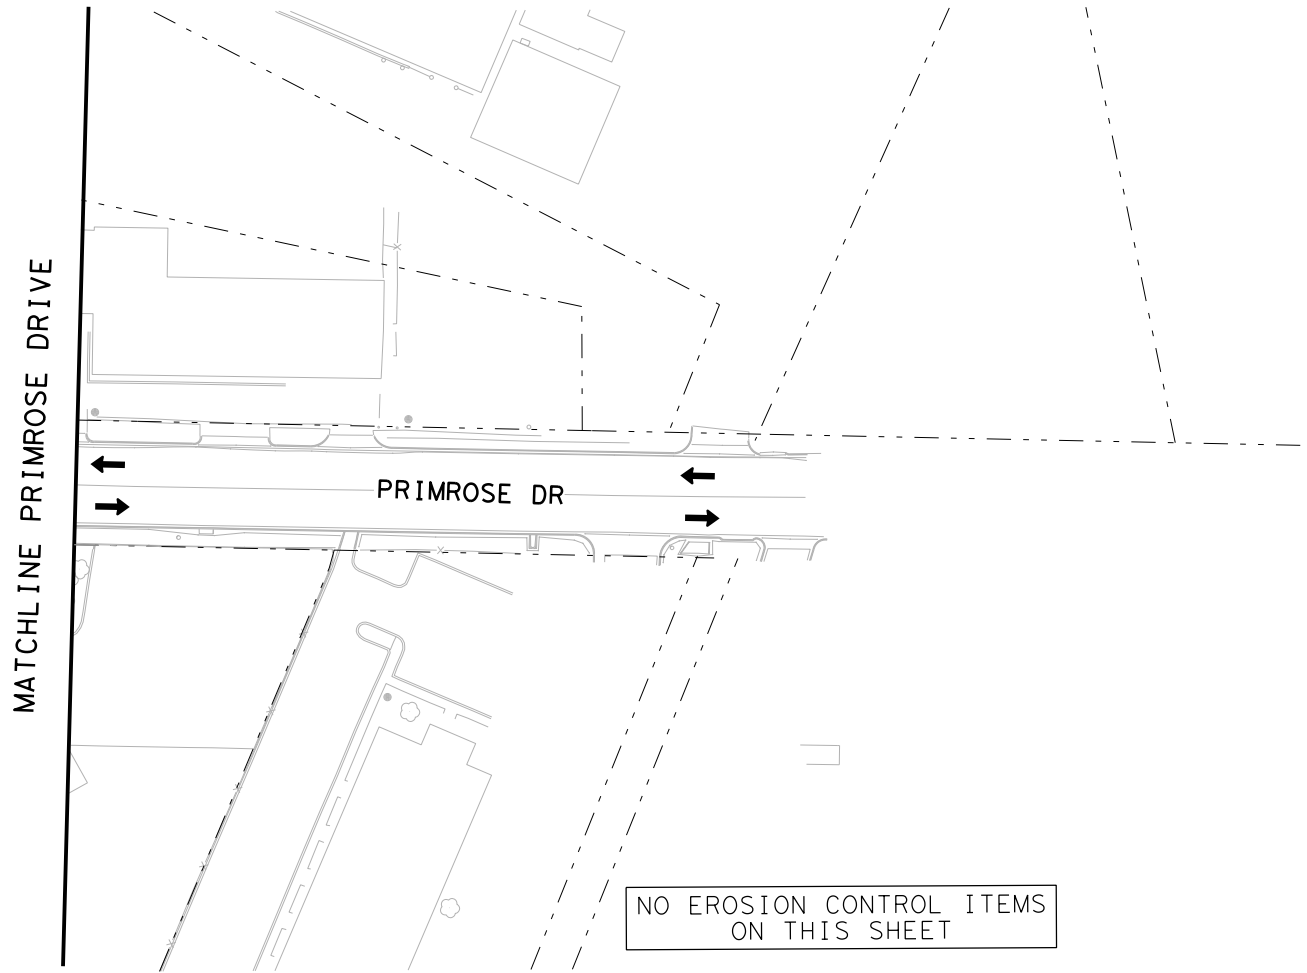 MATCHLINE PRIMROSE DRIVE
PRIMROSE DR
NO EROSION CONTROL ITEMS
ON THIS SHEET